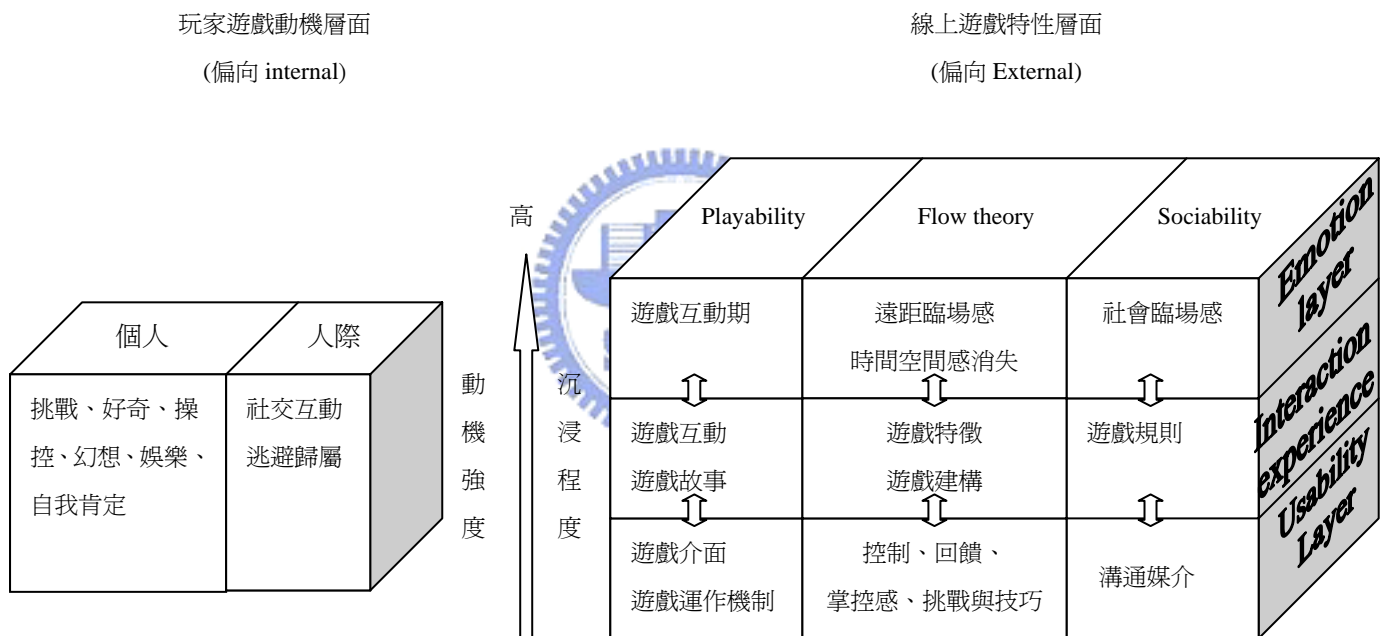 玩家遊戲動機層面
(偏向 internal)
線上遊戲特性層面
(偏向 External)
個人
人際
挑戰、好奇、操
控、幻想、娛樂、
自我肯定
社交互動
逃避歸屬
動機強度
高
沉浸程度
Playability
Flow theory
Sociability
遊戲互動期
遠距臨場感
時間空間感消失
社會臨場感
遊戲互動
遊戲故事
遊戲特徵
遊戲建構
遊戲規則
遊戲介面
遊戲運作機制
控制、回饋、
掌控感、挑戰與技巧
溝通媒介
Emotion
layer
Interaction
experience
Usability
Layer